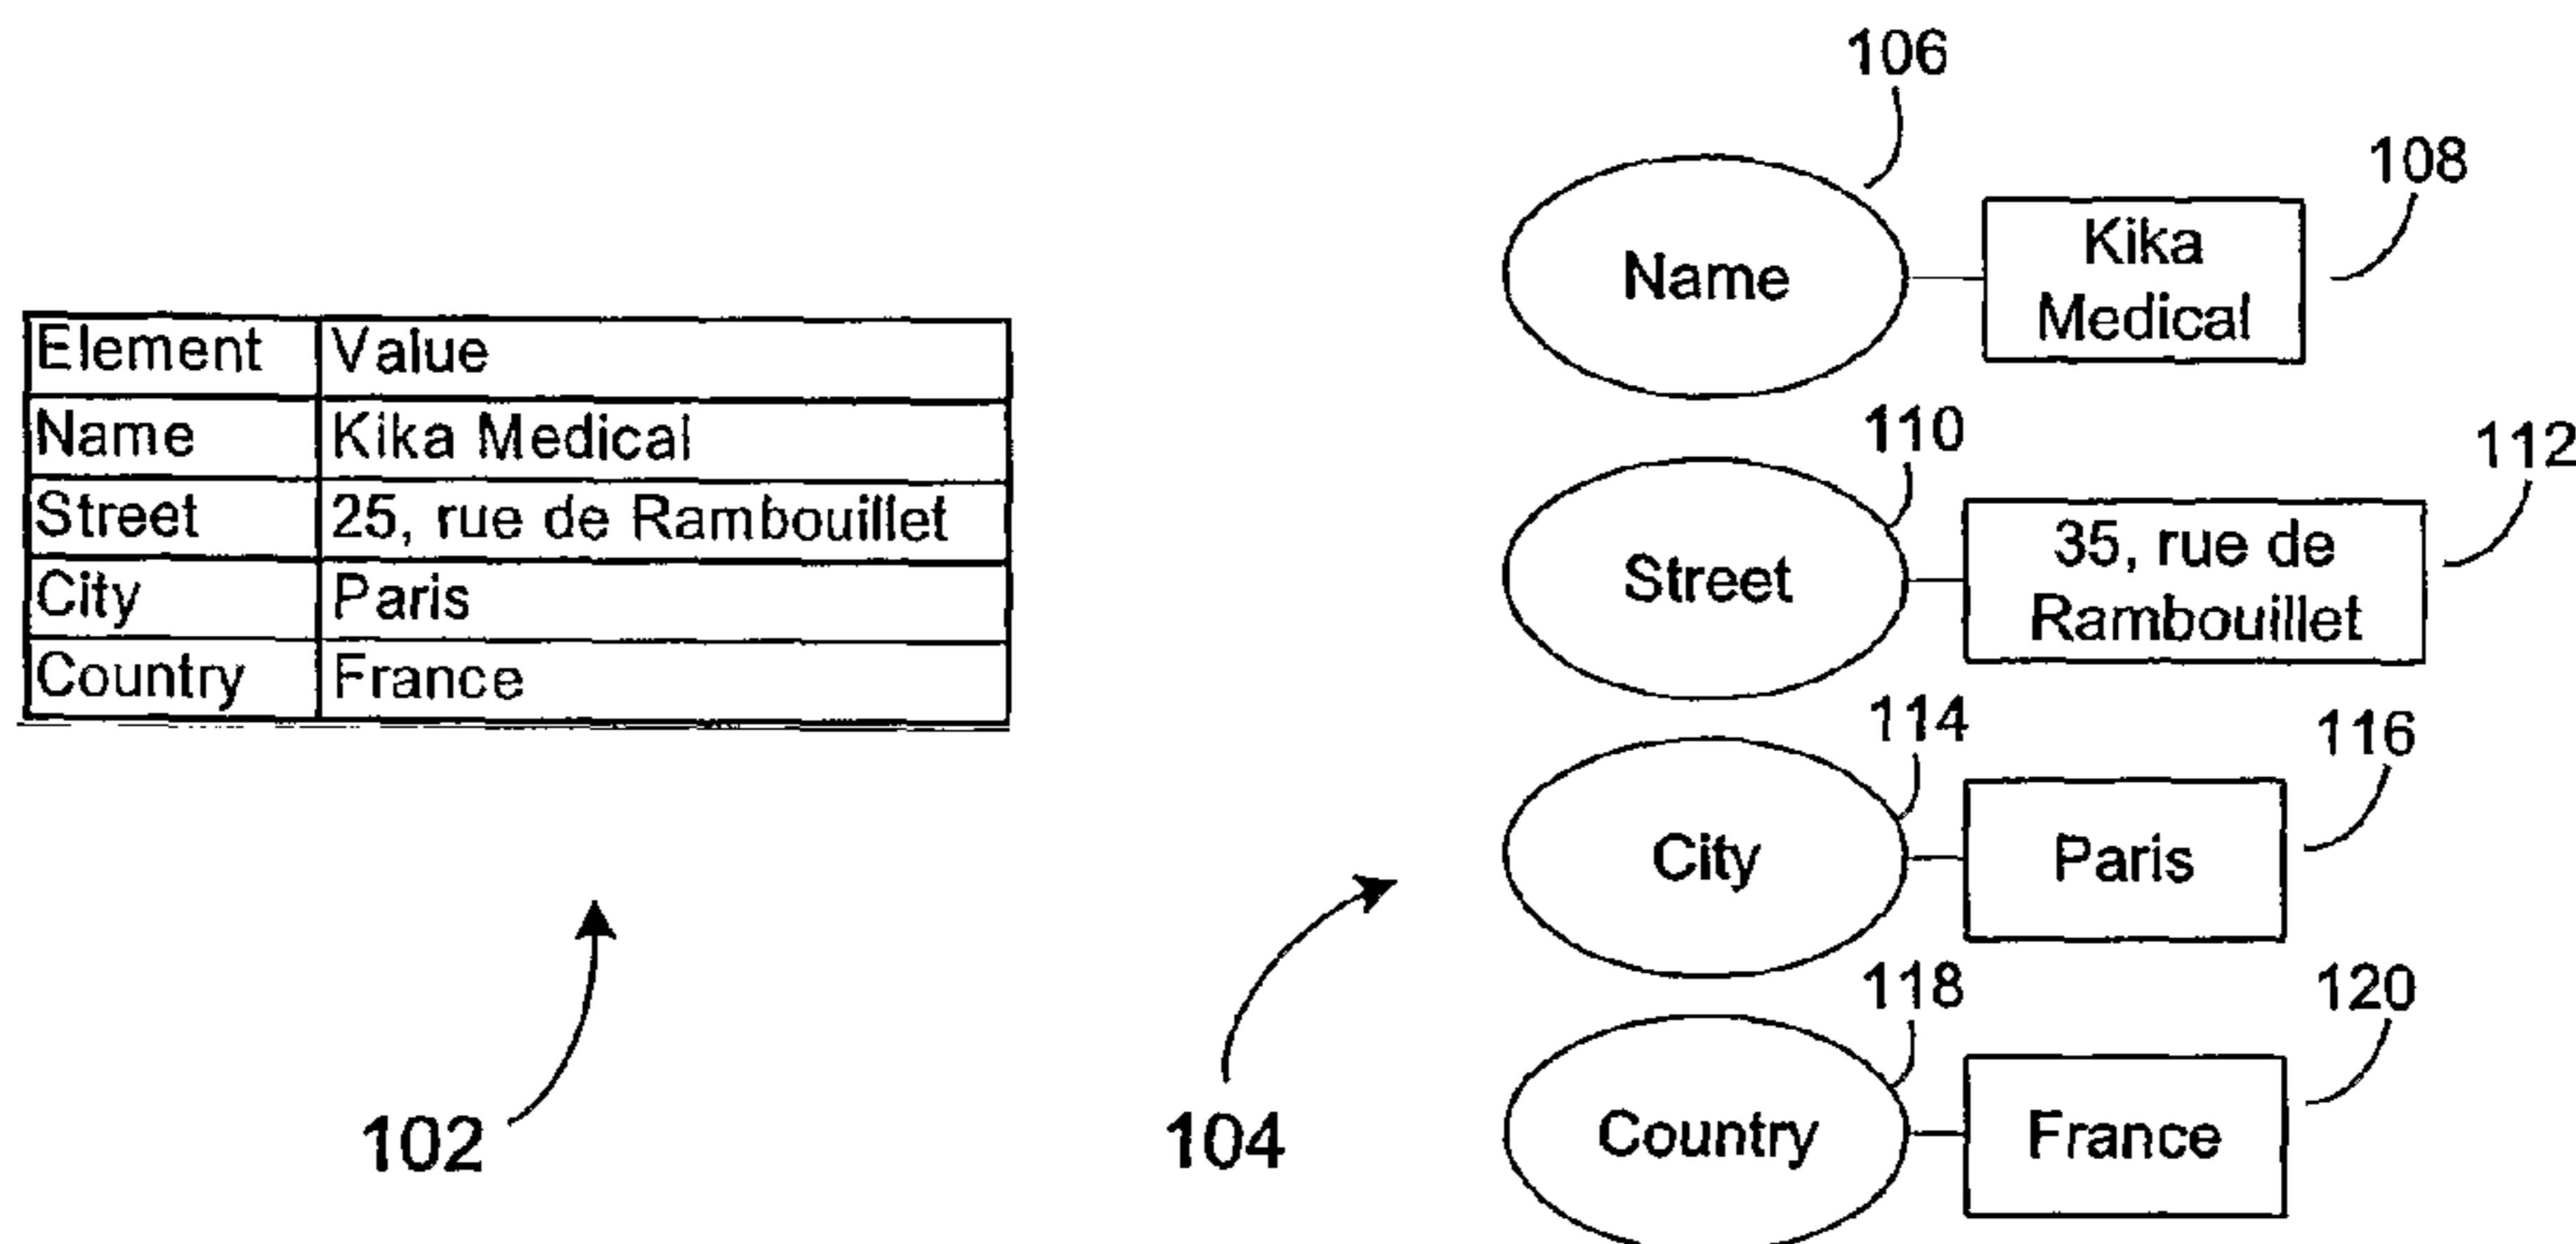 Element Value
Name Kika Medical
Street 25, rue de Rambouillet
City Paris
Country France
102
104
106
Name
Kika
Medical
108
110
Street
35, rue de
Rambouillet
112
114
City
Paris
116
118
Country
France
120